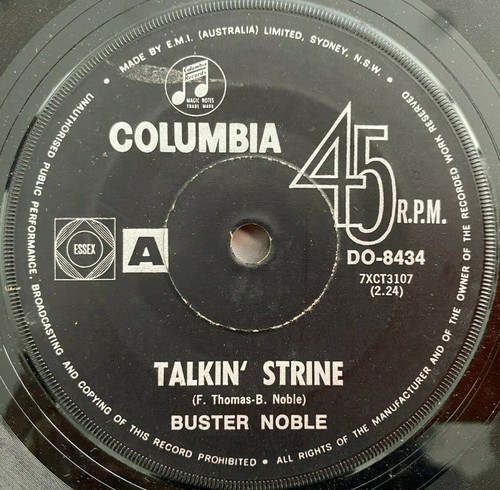 MADE BY E.M.I. (AUSTRALIA) LIMITED, SYDNEY, N.S.W.
Columbia
Records
MAGIC NOTES
TRADE MARK
COLUMBIA
45 R.P.M.
ESSEX
A
DO-8434
7XCT3107
(2.24)
TALKIN' STRINE
(F. Thomas-B. Noble)
BUSTER NOBLE
UNAUTHORISED PUBLIC PERFORMANCE, BROADCASTING AND COPYING OF THIS RECORD PROHIBITED • ALL RIGHTS OF THE MANUFACTURER AND OF THE OWNER OF THE RECORDED WORK RESERVED